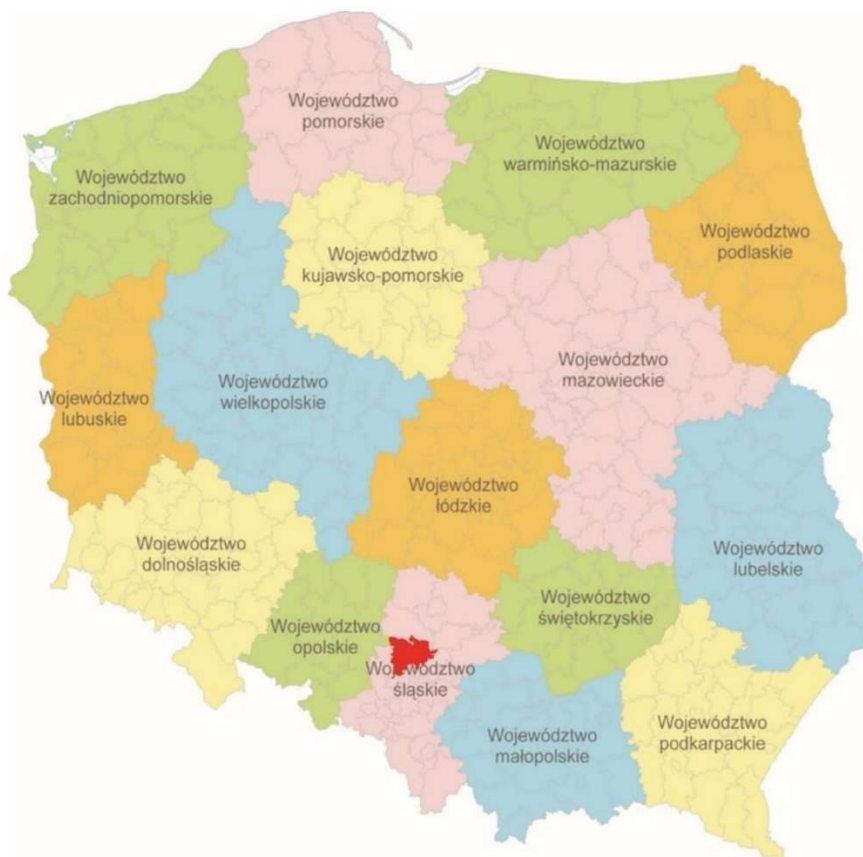 Województwo
pomorskie
Województwo
warmińsko-mazurskie
Województwo
zachodniopomorskie
Województwo
podlaskie
Województwo
kujawsko-pomorskie
Województwo
mazowieckie
Województwo
wielkopolskie
Województwo
lubuskie
Województwo
łódzkie
Województwo
dolnośląskie
Województwo
lubelskie
Województwo
świętokrzyskie
Województwo
opolskie
Województwo
śląskie
Województwo
podkarpackie
Województwo
małopolskie